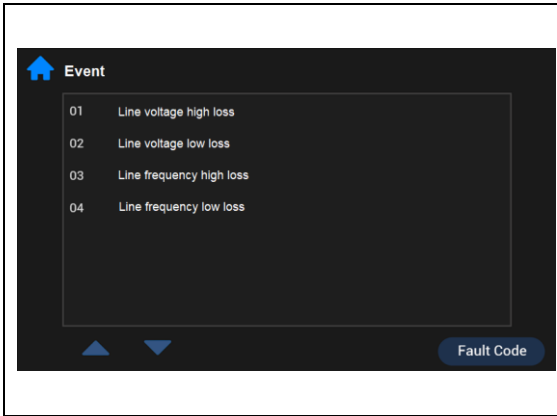 Event
01 Line voltage high loss
02 Line voltage low loss
03 Line frequency high loss
04 Line frequency low loss
Fault Code